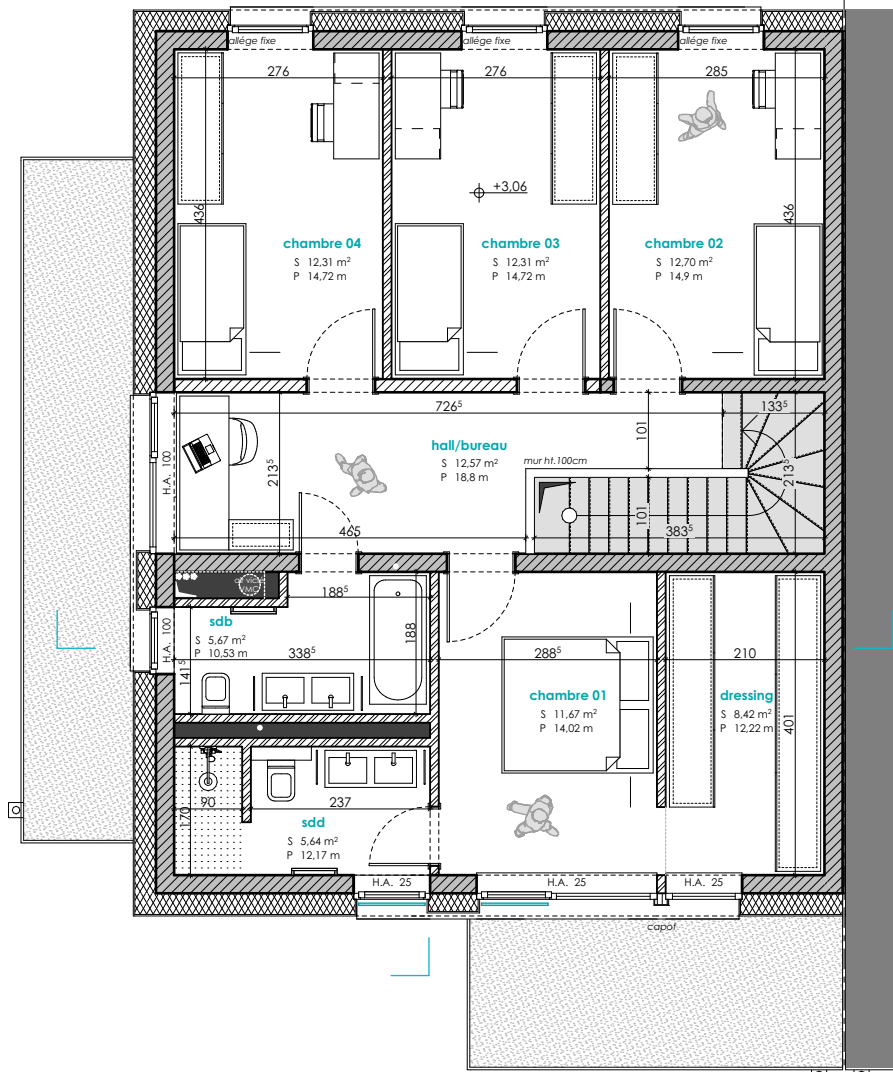 allége fixe
allége fixe
allége fixe
276
276
285
436
+3,06
436
chambre 04
S 12,31 m²
P 14,72 m
chambre 03
S 12,31 m²
P 14,72 m
chambre 02
S 12,70 m²
P 14,9 m
726⁵
133⁵
101
hall/bureau
S 12,57 m²
P 18,8 m
mur ht.100cm
H.A. 100
213⁵
213⁵
101
465
383⁵
188⁵
sdb
S 5,67 m²
P 10,53 m
H.A. 100
188
338⁵
141⁵
288⁵
210
chambre 01
S 11,67 m²
P 14,02 m
dressing
S 8,42 m²
P 12,22 m
401
90
237
170
sdd
S 5,64 m²
P 12,17 m
H.A. 25
H.A. 25
H.A. 25
capot